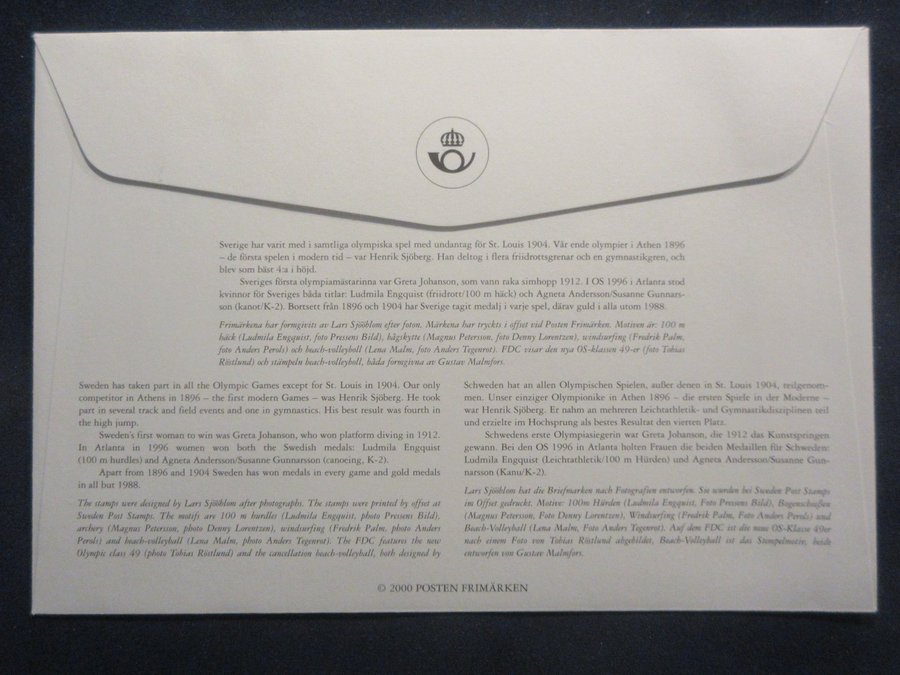 Sverige har varit med i samtliga olympiska spel med undantag för St. Louis 1904. Vår ende olympier i Athen 1896
– de första spelen i modern tid – var Henrik Sjöberg. Han deltog i flera friidrottsgrenar och en gymnastikgren, och
blev som bäst 4:a i höjd.
Sveriges första olympiamästarinna var Greta Johanson, som vann raka simhopp 1912. I OS 1996 i Atlanta stod
kvinnor för Sveriges båda titlar: Ludmila Engquist (friidrott/100 m häck) och Agneta Andersson/Susanne Gunnars-
son (kanot/K-2). Bortsett från 1896 och 1904 har Sverige tagit medalj i varje spel, därav guld i alla utom 1988.
Frimärkena har formgivits av Lars Sjööblom efter foton. Märkena har tryckts i offset vid Posten Frimärken. Motiven är: 100 m
häck (Ludmila Engquist, foto Pressens Bild), bågskytte (Magnus Petersson, foto Denny Lorentzen), windsurfing (Fredrik Palm,
foto Anders Perols) och beach-volleyboll (Lena Malm, foto Anders Tegenrot). FDC visar den nya OS-klassen 49-er (foto Tobias
Röstlund) och stämpeln beach-volleyboll, båda formgivna av Gustav Malmfors.
Sweden has taken part in all the Olympic Games except for St. Louis in 1904. Our only
competitor in Athens in 1896 – the first modern Games – was Henrik Sjöberg. He took
part in several track and field events and one in gymnastics. His best result was fourth in
the high jump.
Sweden's first woman to win was Greta Johanson, who won platform diving in 1912.
In Atlanta in 1996 women won both the Swedish medals: Ludmila Engquist
(100 m hurdles) and Agneta Andersson/Susanne Gunnarsson (canoeing, K-2).
Apart from 1896 and 1904 Sweden has won medals in every game and gold medals
in all but 1988.
The stamps were designed by Lars Sjööblom after photographs. The stamps were printed by offset at
Sweden Post Stamps. The motifs are 100 m hurdles (Ludmila Engquist, photo Pressens Bild),
archery (Magnus Petersson, photo Denny Lorentzen), windsurfing (Fredrik Palm, photo Anders
Perols) and beach-volleyball (Lena Malm, photo Anders Tegenrot). The FDC features the new
Olympic class 49 (photo Tobias Röstlund) and the cancellation beach-volleyball, both designed by
Schweden hat an allen Olympischen Spielen, außer denen in St. Louis 1904, teilgenom-
men. Unser einziger Olympionike in Athen 1896 – die ersten Spiele in der Moderne –
war Henrik Sjöberg. Er nahm an mehreren Leichtathletik- und Gymnastikdisziplinen teil
und erzielte im Hochsprung als bestes Resultat den vierten Platz.
Schwedens erste Olympiasiegerin war Greta Johanson, die 1912 das Kunstspringen
gewann. Bei den OS 1996 in Atlanta holten Frauen die beiden Medaillen für Schweden:
Ludmila Engquist (Leichtathletik/100 m Hürden) und Agneta Andersson/Susanne Gun-
narsson (Kanu/K-2).
Lars Sjööblom hat die Briefmarken nach Fotografien entworfen. Sie wurden bei Sweden Post Stamps
im Offset gedruckt. Motive: 100m Hürden (Ludmila Engquist, Foto Pressens Bild), Bogenschießen
(Magnus Petersson, Foto Denny Lorentzen), Windsurfing (Fredrik Palm, Foto Anders Perols) und
Beach-Volleyball (Lena Malm, Foto Anders Tegenrot). Auf dem FDC ist die neue OS-Klasse 49er
nach einem Foto von Tobias Röstlund abgebildet, Beach-Volleyball ist das Stempelmotiv, beide
entworfen von Gustav Malmfors.
© 2000 POSTEN FRIMÄRKEN